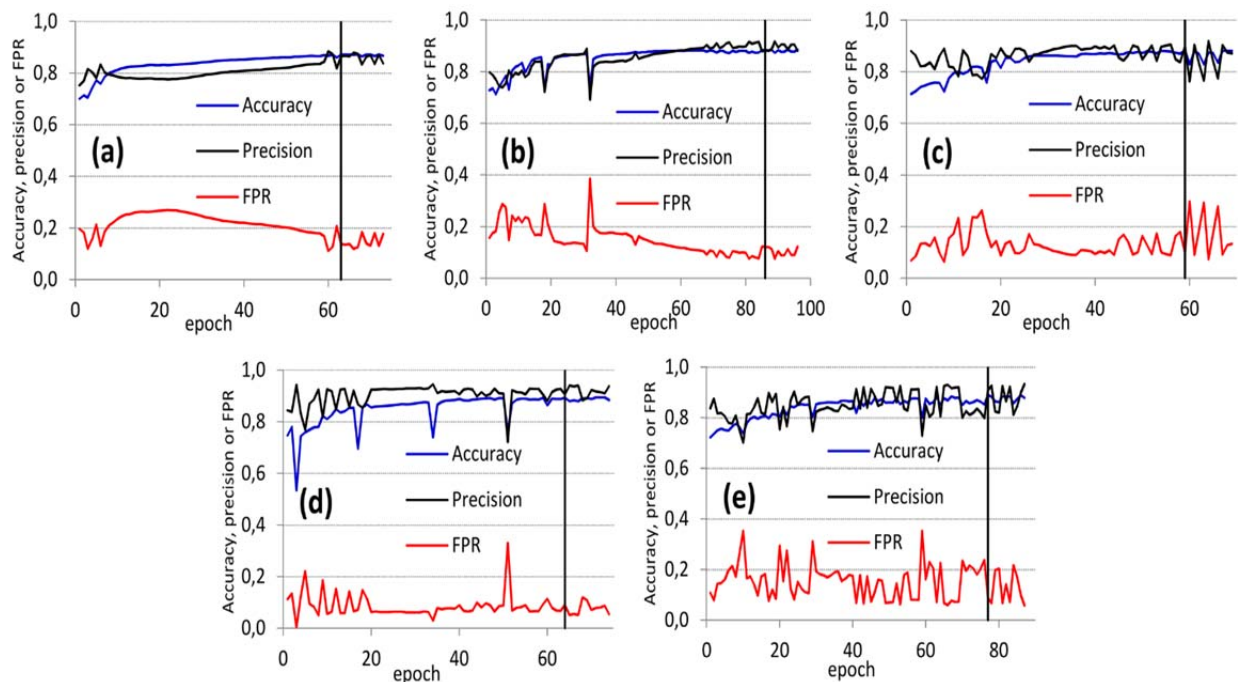 Accuracy, precision or FPR
1,0
0,8
0,6
0,4
0,2
0,0
(a)
Accuracy
Precision
FPR
0 20 40 60
epoch
Accuracy, precision or FPR
1,0
0,8
0,6
0,4
0,2
0,0
(b)
Accuracy
Precision
FPR
0 20 40 60 80 100
epoch
Accuracy, precision or FPR
1,0
0,8
0,6
0,4
0,2
0,0
(c)
Accuracy
Precision
FPR
0 20 40 60
epoch
Accuracy, precision or FPR
1,0
0,8
0,6
0,4
0,2
0,0
(d)
Accuracy
Precision
FPR
0 20 40 60
epoch
Accuracy, precision or FPR
1,0
0,8
0,6
0,4
0,2
0,0
(e)
Accuracy
Precision
FPR
0 20 40 60 80
epoch